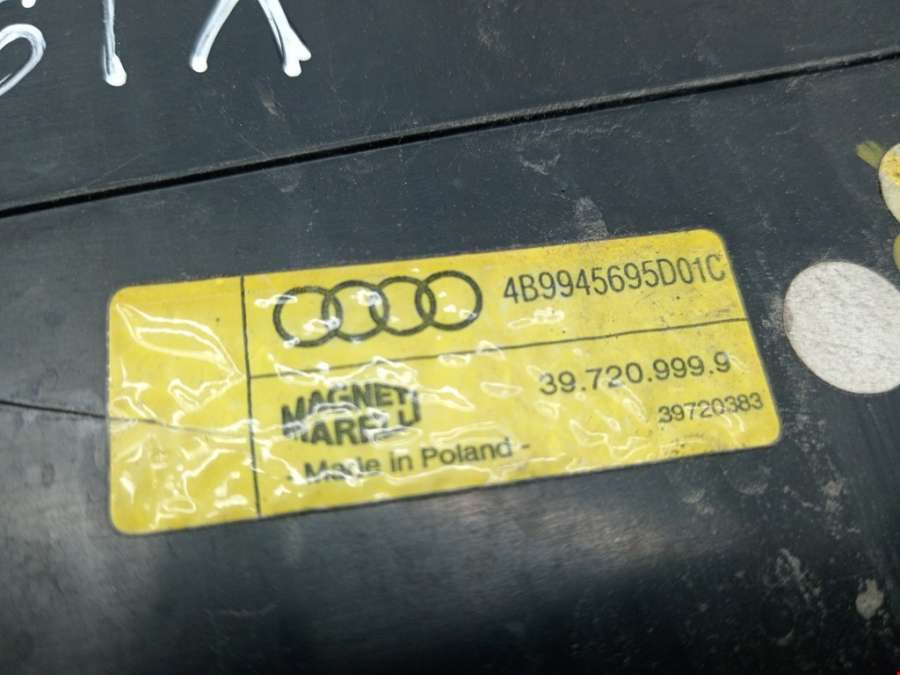 4B9945695D01C
39.720.999.9
MAGNETI
MARELLI
39720383
- Made in Poland -